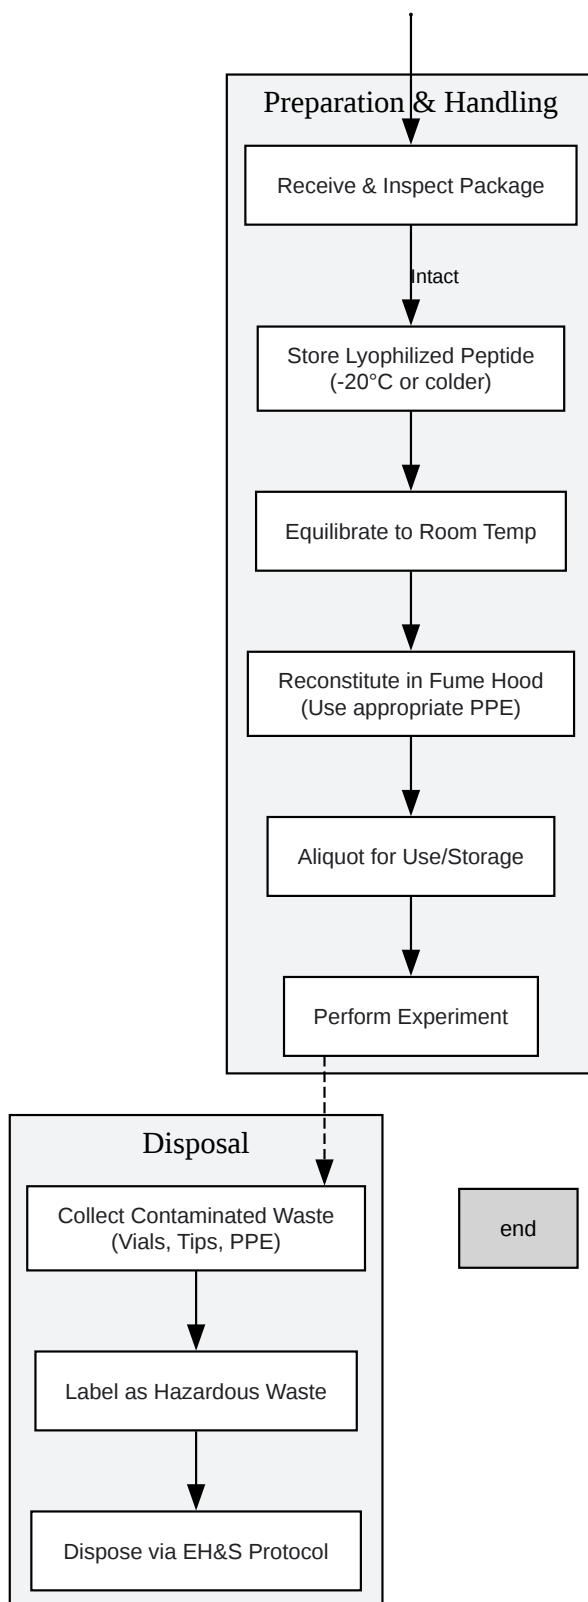 Preparation & Handling
Receive & Inspect Package
Intact
Store Lyophilized Peptide
(-20°C or colder)
Equilibrate to Room Temp
Reconstitute in Fume Hood
(Use appropriate PPE)
Aliquot for Use/Storage
Perform Experiment
Disposal
Collect Contaminated Waste
(Vials, Tips, PPE)
end
Label as Hazardous Waste
Dispose via EH&S Protocol